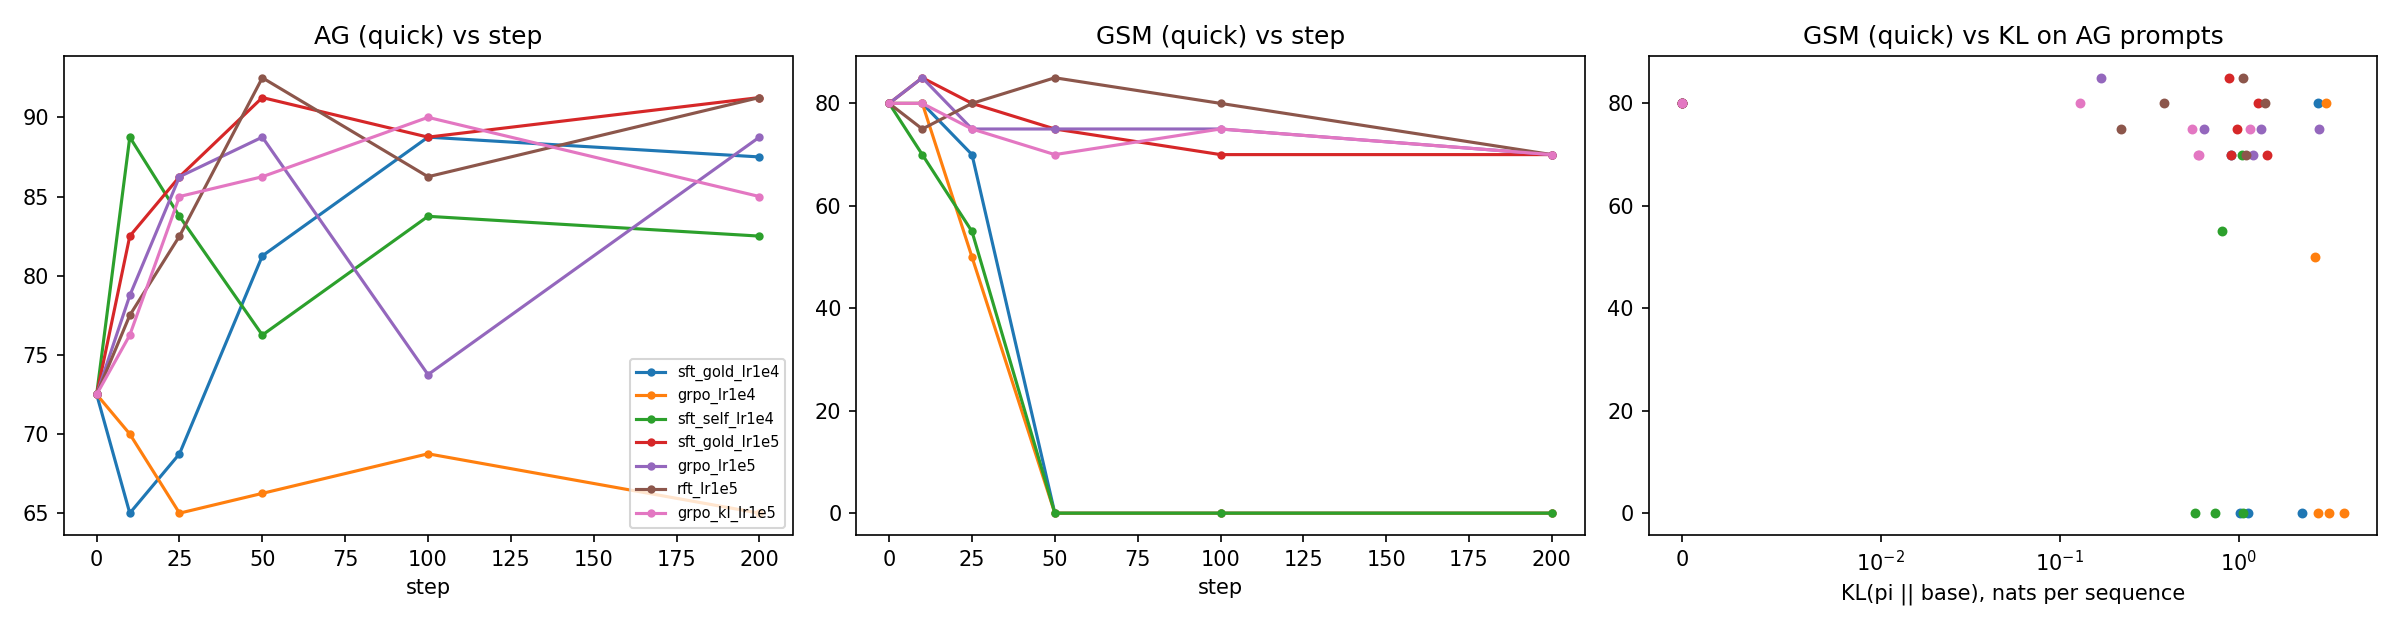 AG (quick) vs step
90
85
80
75
70
65
0 25 50 75 100 125 150 175 200
step
sft_gold_lr1e4
grpo_lr1e4
sft_self_lr1e4
sft_gold_lr1e5
grpo_lr1e5
rft_lr1e5
grpo_kl_lr1e5
GSM (quick) vs step
80
60
40
20
0
0 25 50 75 100 125 150 175 200
step
GSM (quick) vs KL on AG prompts
80
60
40
20
0
0 10⁻² 10⁻¹ 10⁰
KL(pi || base), nats per sequence